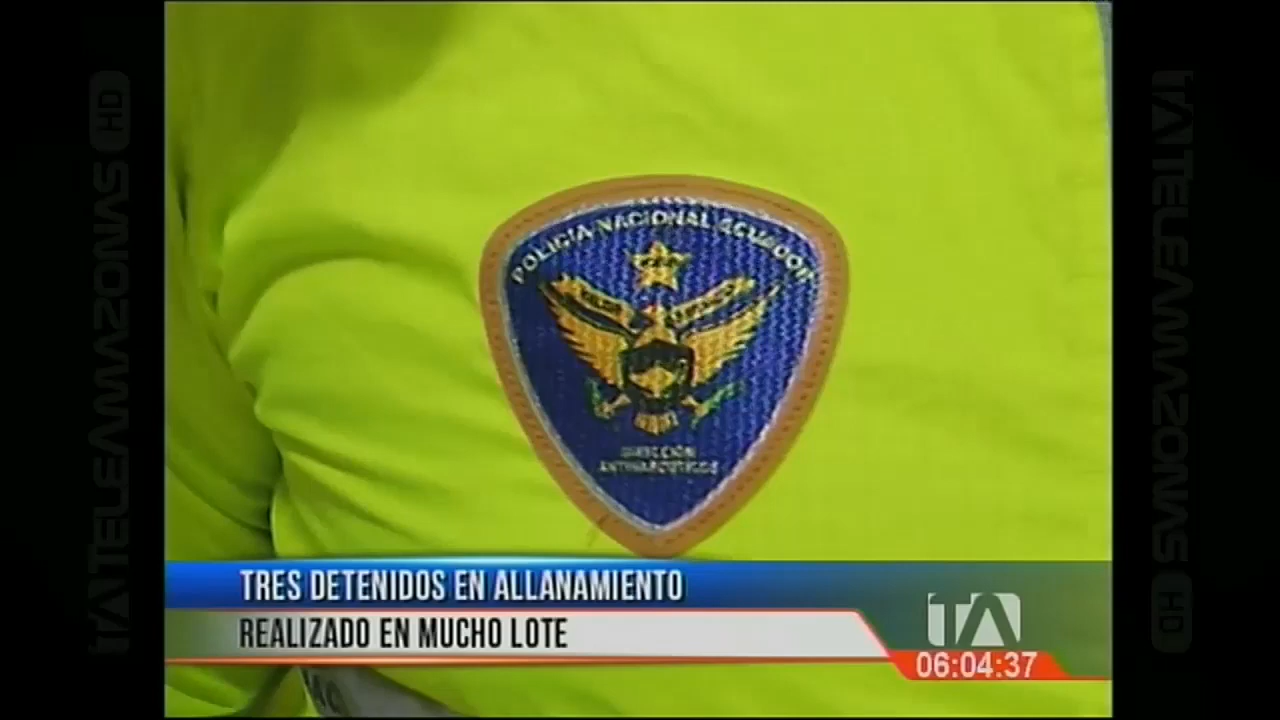 POLICIA NACIONAL ECUADOR
DIRECCION
ANTINARCOTICOS
TRES DETENIDOS EN ALLANAMIENTO
REALIZADO EN MUCHO LOTE
TA
06:04:37
TELEAMAZONAS HD
TELEAMAZONAS HD